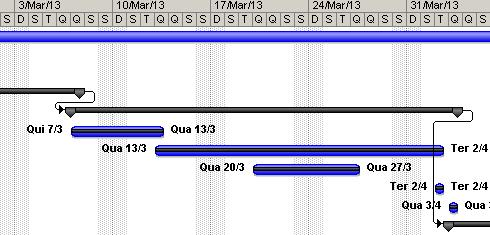 3/Mar/13 10/Mar/13 17/Mar/13 24/Mar/13 31/Mar/13
S D S T Q Q S S D S T Q Q S S D S T Q Q S S D S T Q Q S S D S T Q Q S
Qui 7/3 Qua 13/3
Qua 13/3 Ter 2/4
Qua 20/3 Qua 27/3
Ter 2/4 Ter 2/4
Qua 3/4 Qua